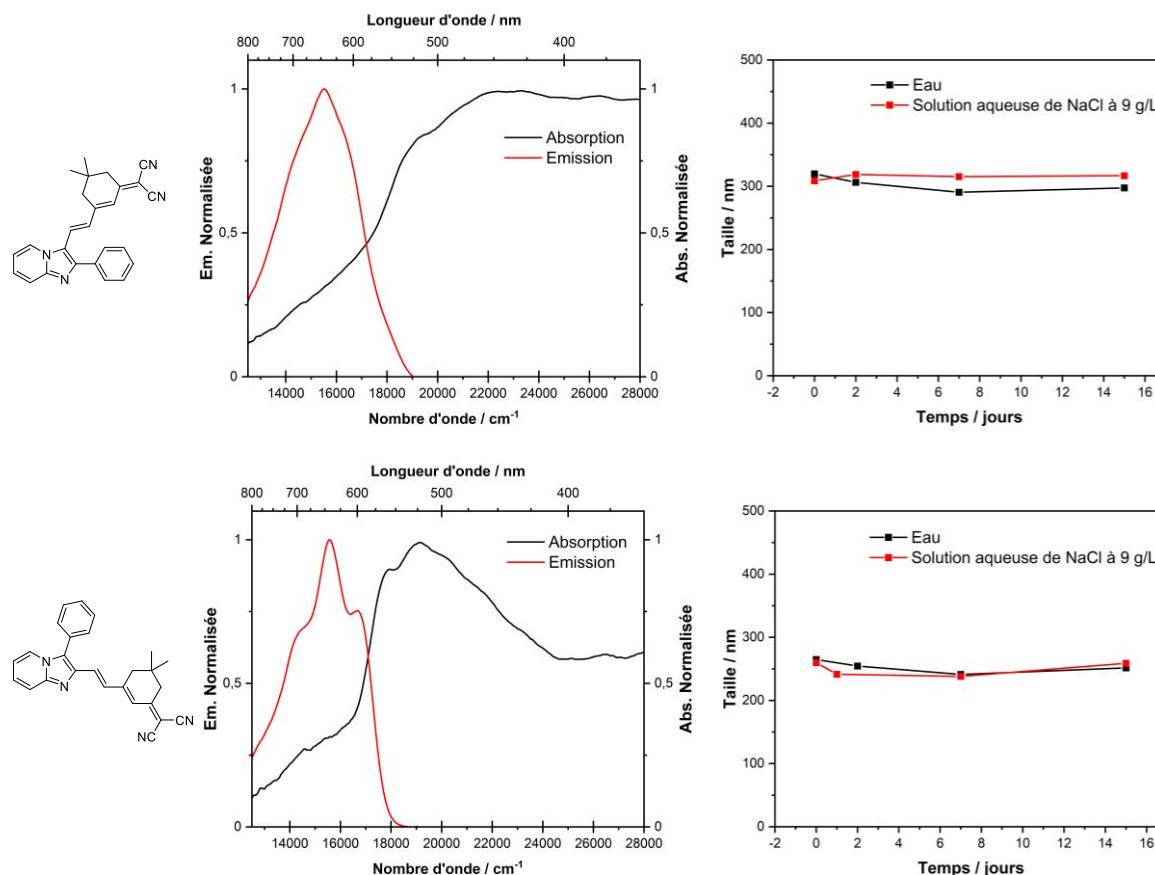 Longueur d'onde / nm
800 700 600 500 400
Em. Normalisée
1
0,5
0
Absorption
Emission
1
0,5
0
Abs. Normalisée
14000 16000 18000 20000 22000 24000 26000 28000
Nombre d'onde / cm-1
CN
CN
N
N
Taille / nm
500
400
300
200
100
0
Eau
Solution aqueuse de NaCl à 9 g/L
0 2 4 6 8 10 12 14 16
Temps / jours
Longueur d'onde / nm
800 700 600 500 400
Em. Normalisée
1
0,5
0
Absorption
Emission
1
0,5
0
Abs. Normalisée
14000 16000 18000 20000 22000 24000 26000 28000
Nombre d'onde / cm-1
N
N
CN
NC
Taille / nm
500
400
300
200
100
0
Eau
Solution aqueuse de NaCl à 9 g/L
0 2 4 6 8 10 12 14 16
Temps / jours